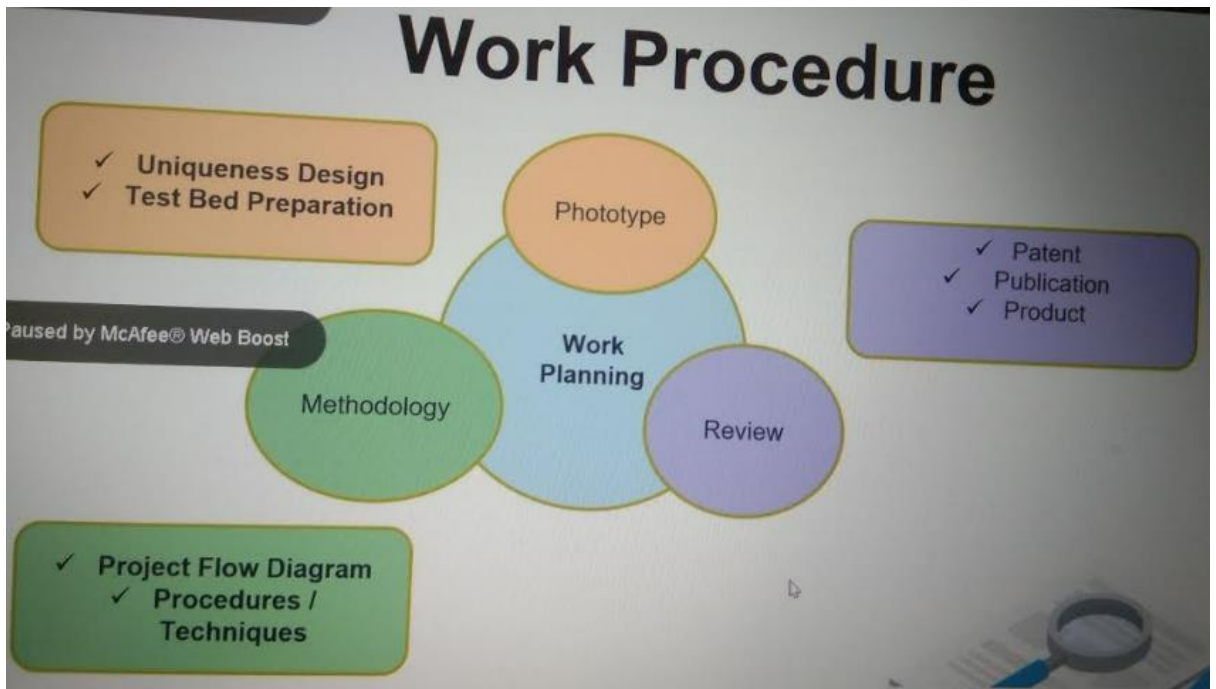 Work Procedure
✓ Uniqueness Design
✓ Test Bed Preparation
Phototype
✓ Patent
✓ Publication
✓ Product
Paused by McAfee® Web Boost
Work
Planning
Methodology
Review
✓ Project Flow Diagram
✓ Procedures /
Techniques